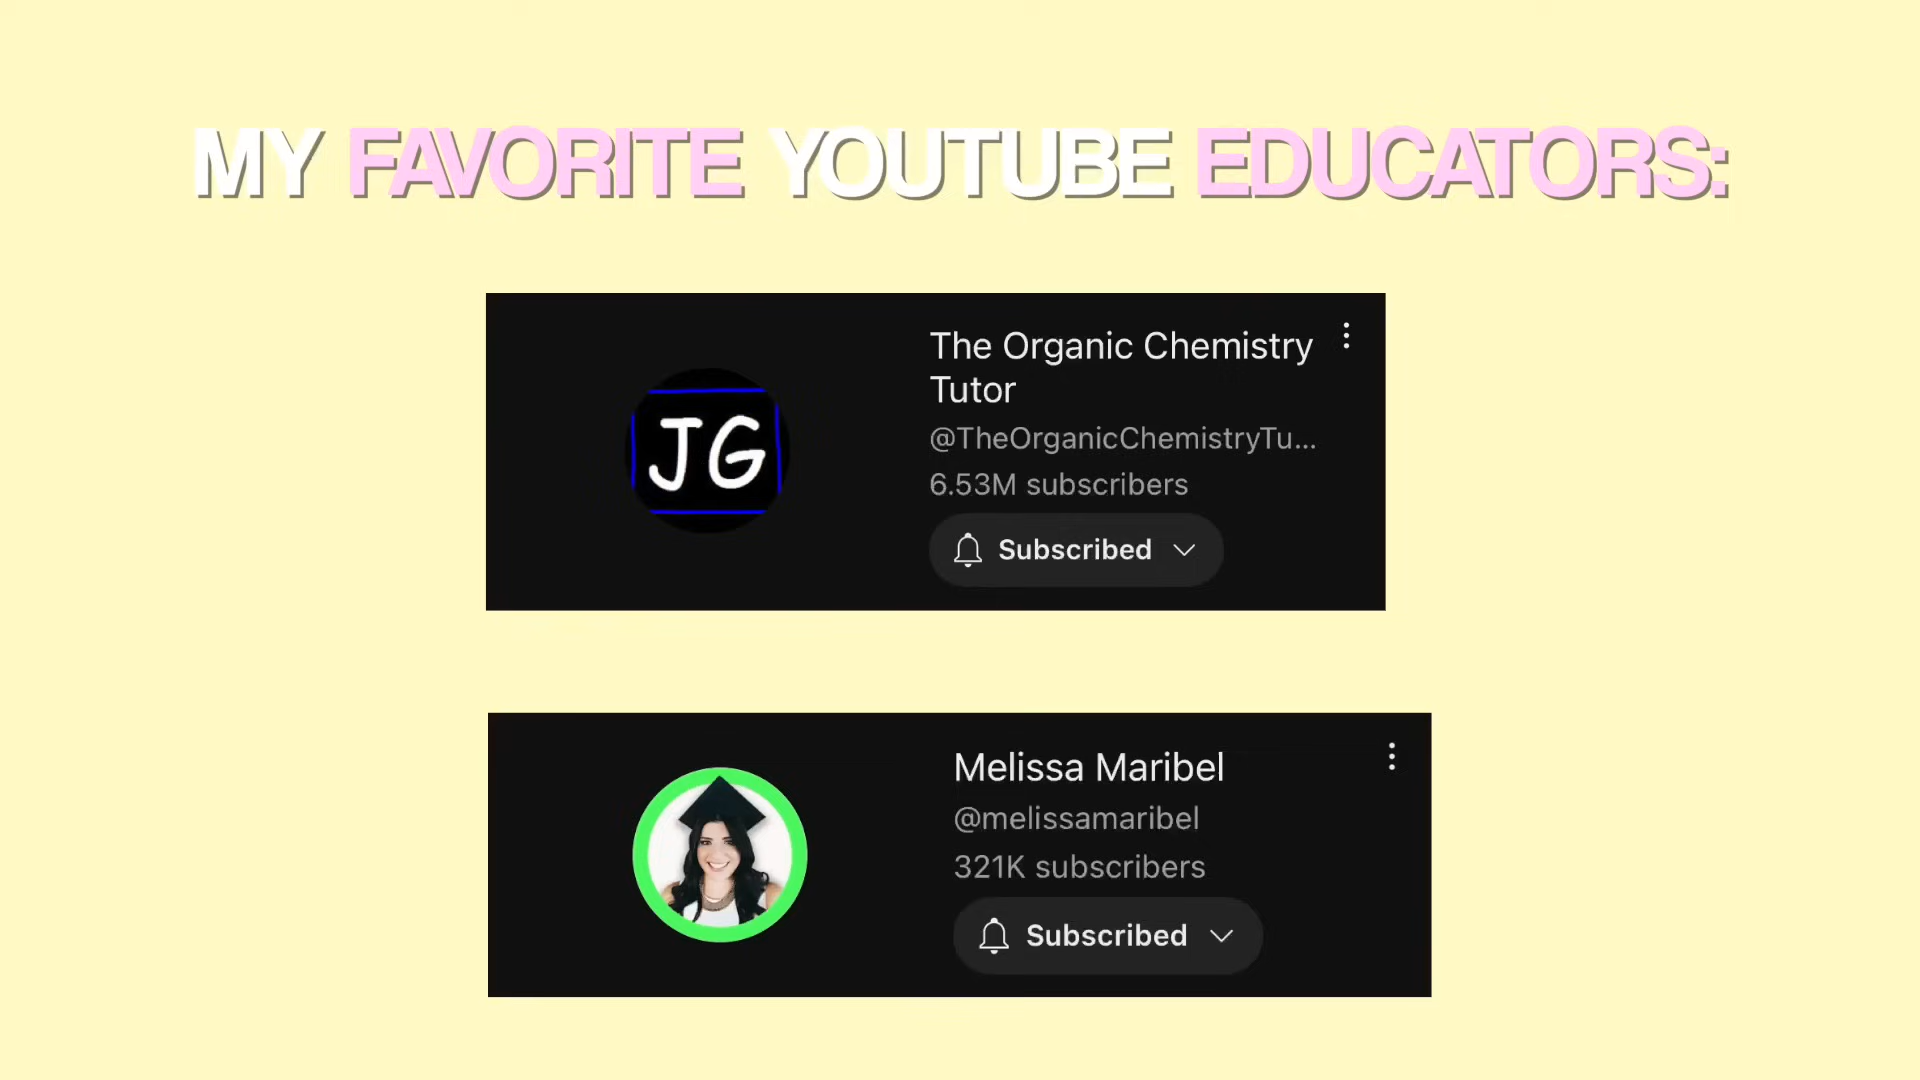 MY FAVORITE YOUTUBE EDUCATORS:
JG
The Organic Chemistry
Tutor
@TheOrganicChemistryTu...
6.53M subscribers
Subscribed
Melissa Maribel
@melissamaribel
321K subscribers
Subscribed